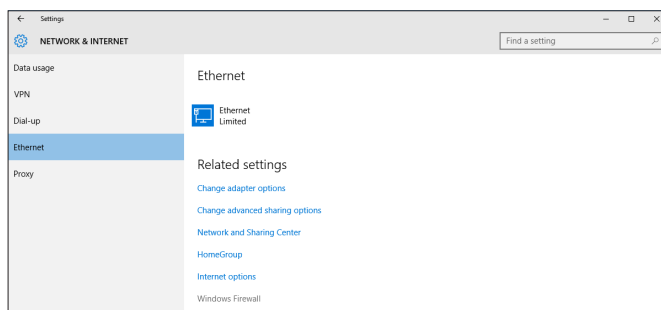 Settings
NETWORK & INTERNET
Find a setting
Data usage
VPN
Dial-up
Ethernet
Proxy
Ethernet
Ethernet
Limited
Related settings
Change adapter options
Change advanced sharing options
Network and Sharing Center
HomeGroup
Internet options
Windows Firewall